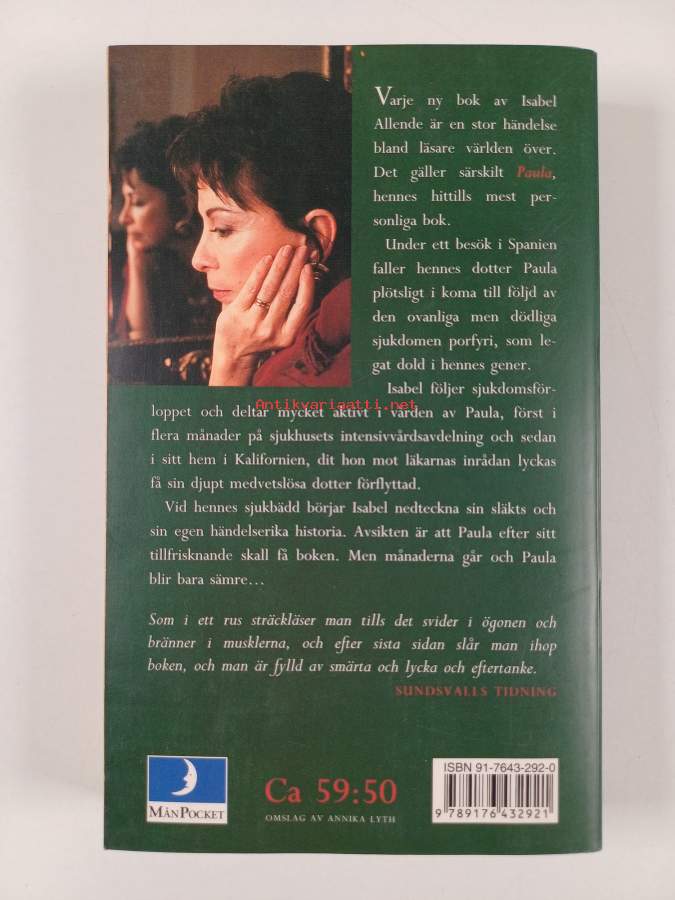 Varje ny bok av Isabel
Allende är en stor händelse
bland läsare världen över.
Det gäller särskilt Paula,
hennes hittills mest per-
sonliga bok.
Under ett besök i Spanien
faller hennes dotter Paula
plötsligt i koma till följd av
den ovanliga men dödliga
sjukdomen porfyri, som le-
gat dold i hennes gener.
Isabel följer sjukdomsför-
loppet och deltar mycket aktivt i vården av Paula, först i
Antikvariaatti.net
flera månader på sjukhusets intensivvårdsavdelning och sedan
i sitt hem i Kalifornien, dit hon mot läkarnas inrådan lyckas
få sin djupt medvetslösa dotter förflyttad.
Vid hennes sjukbädd börjar Isabel nedteckna sin släkts och
sin egen händelserika historia. Avsikten är att Paula efter sitt
tillfrisknande skall få boken. Men månaderna går och Paula
blir bara sämre...
Som i ett rus sträckläser man tills det svider i ögonen och
bränner i musklerna, och efter sista sidan slår man ihop
boken, och man är fylld av smärta och lycka och eftertanke.
SUNDSVALLS TIDNING
MÅNPOCKET
Ca 59:50
OMSLAG AV ANNIKA LYTH
ISBN 91-7643-292-0
9 789176 432921